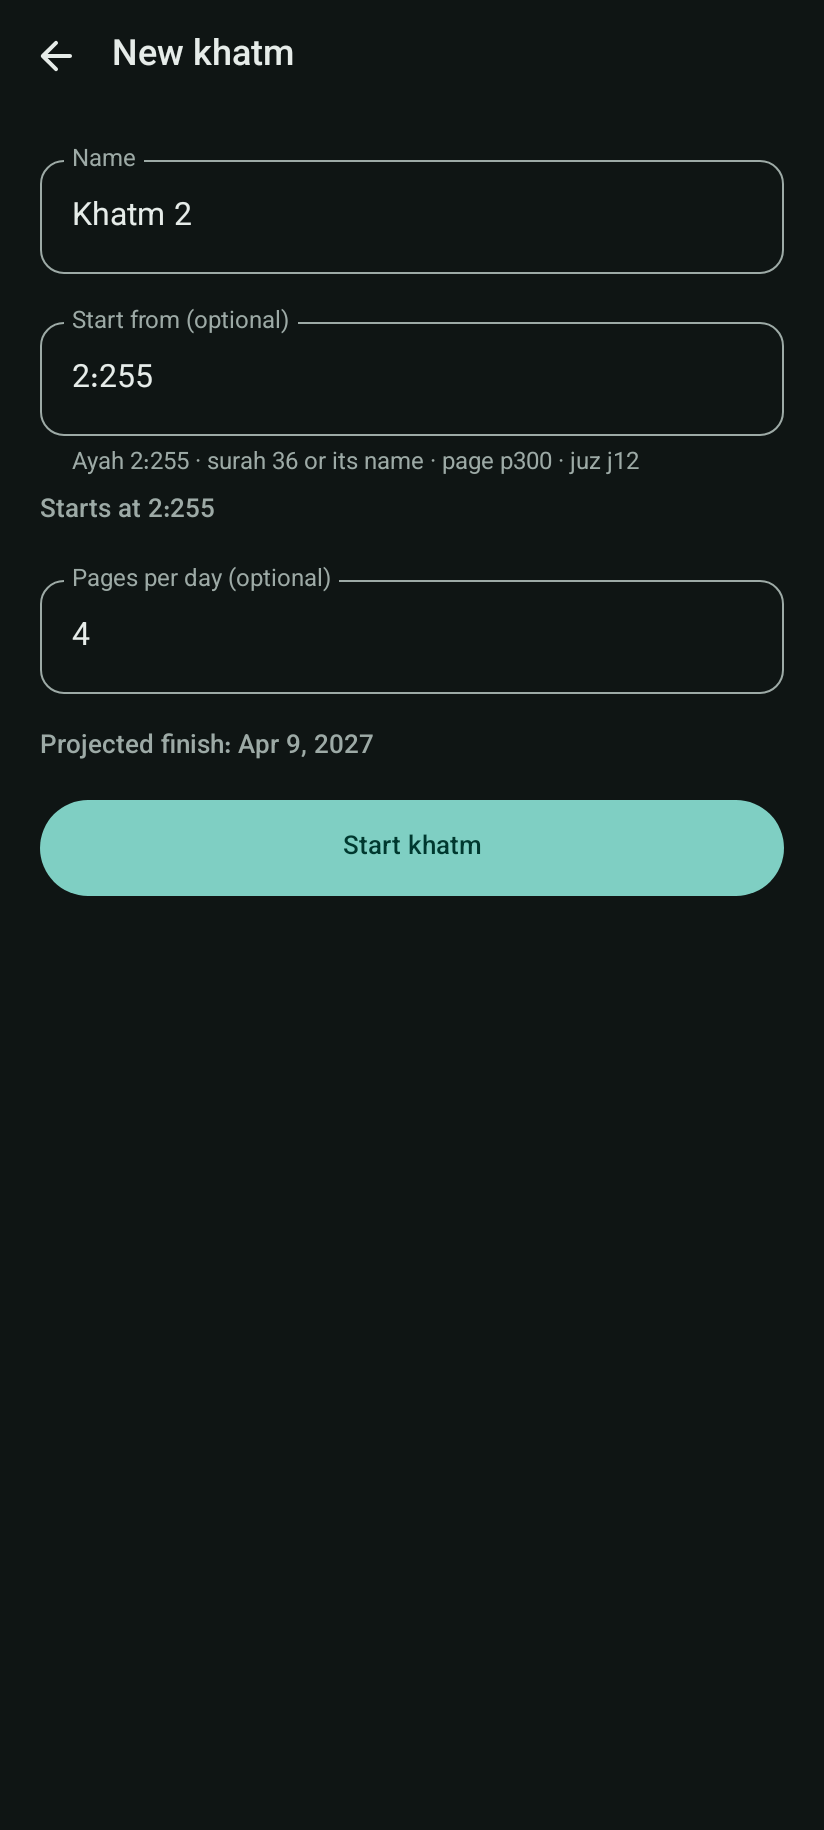 New khatm
Name
Khatm 2
Start from (optional)
2:255
Ayah 2:255 · surah 36 or its name · page p300 · juz j12
Starts at 2:255
Pages per day (optional)
4
Projected finish: Apr 9, 2027
Start khatm